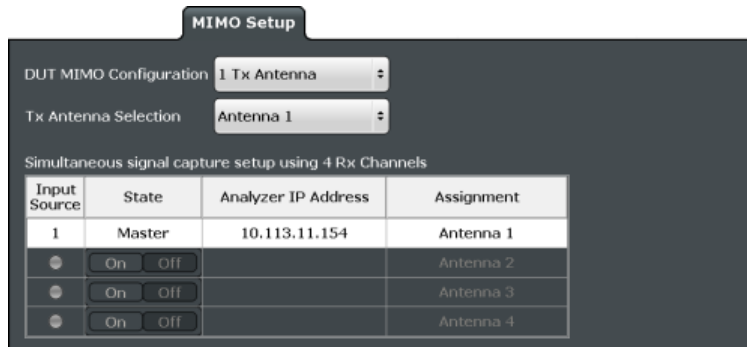 MIMO Setup
DUT MIMO Configuration 1 Tx Antenna
Tx Antenna Selection Antenna 1
Simultaneous signal capture setup using 4 Rx Channels
Input Source State Analyzer IP Address Assignment
1 Master 10.113.11.154 Antenna 1
On Off Antenna 2
On Off Antenna 3
On Off Antenna 4